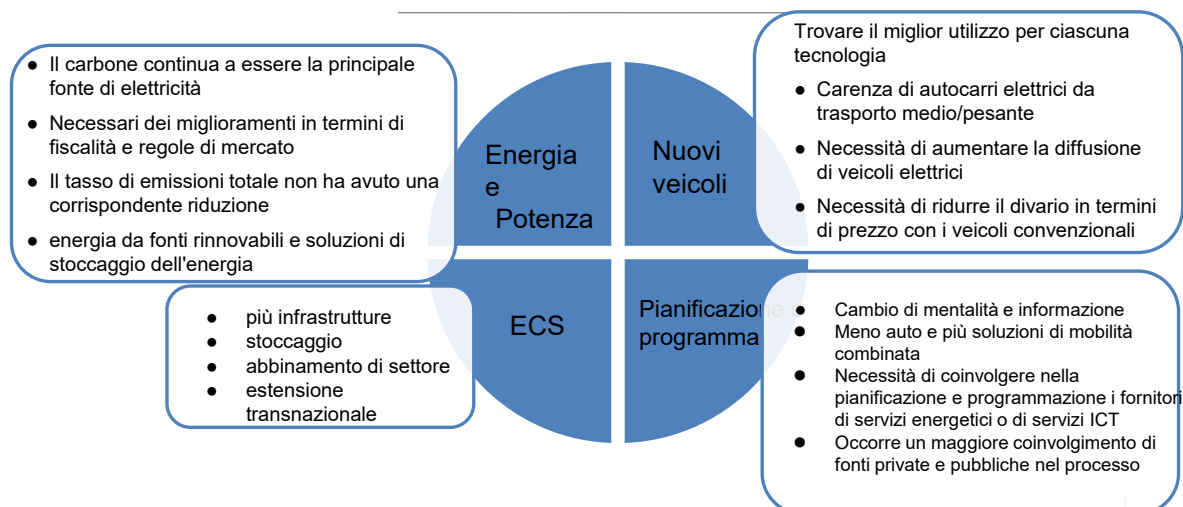 ● Il carbone continua a essere la principale
fonte di elettricità
● Necessari dei miglioramenti in termini di
fiscalità e regole di mercato
● Il tasso di emissioni totale non ha avuto una
corrispondente riduzione
● energia da fonti rinnovabili e soluzioni di
stoccaggio dell'energia
Energia
e
Potenza
Nuovi
veicoli
Trovare il miglior utilizzo per ciascuna
tecnologia
● Carenza di autocarri elettrici da
trasporto medio/pesante
● Necessità di aumentare la diffusione
di veicoli elettrici
● Necessità di ridurre il divario in termini
di prezzo con i veicoli convenzionali
● più infrastrutture
● stoccaggio
● abbinamento di settore
● estensione
transnazionale
ECS
Pianificazione e
programma
● Cambio di mentalità e informazione
● Meno auto e più soluzioni di mobilità
combinata
● Necessità di coinvolgere nella
pianificazione e programmazione i fornitori
di servizi energetici o di servizi ICT
● Occorre un maggiore coinvolgimento di
fonti private e pubbliche nel processo
1